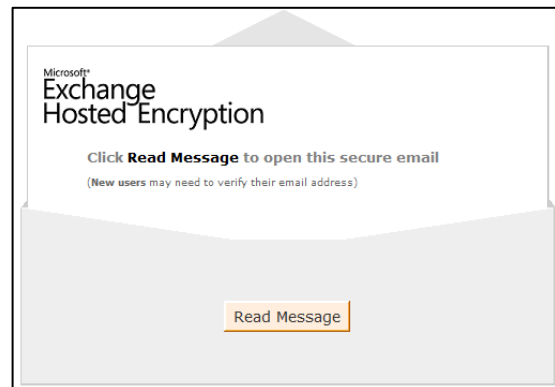 Microsoft®
Exchange
Hosted Encryption
Click Read Message to open this secure email
(New users may need to verify their email address)
Read Message